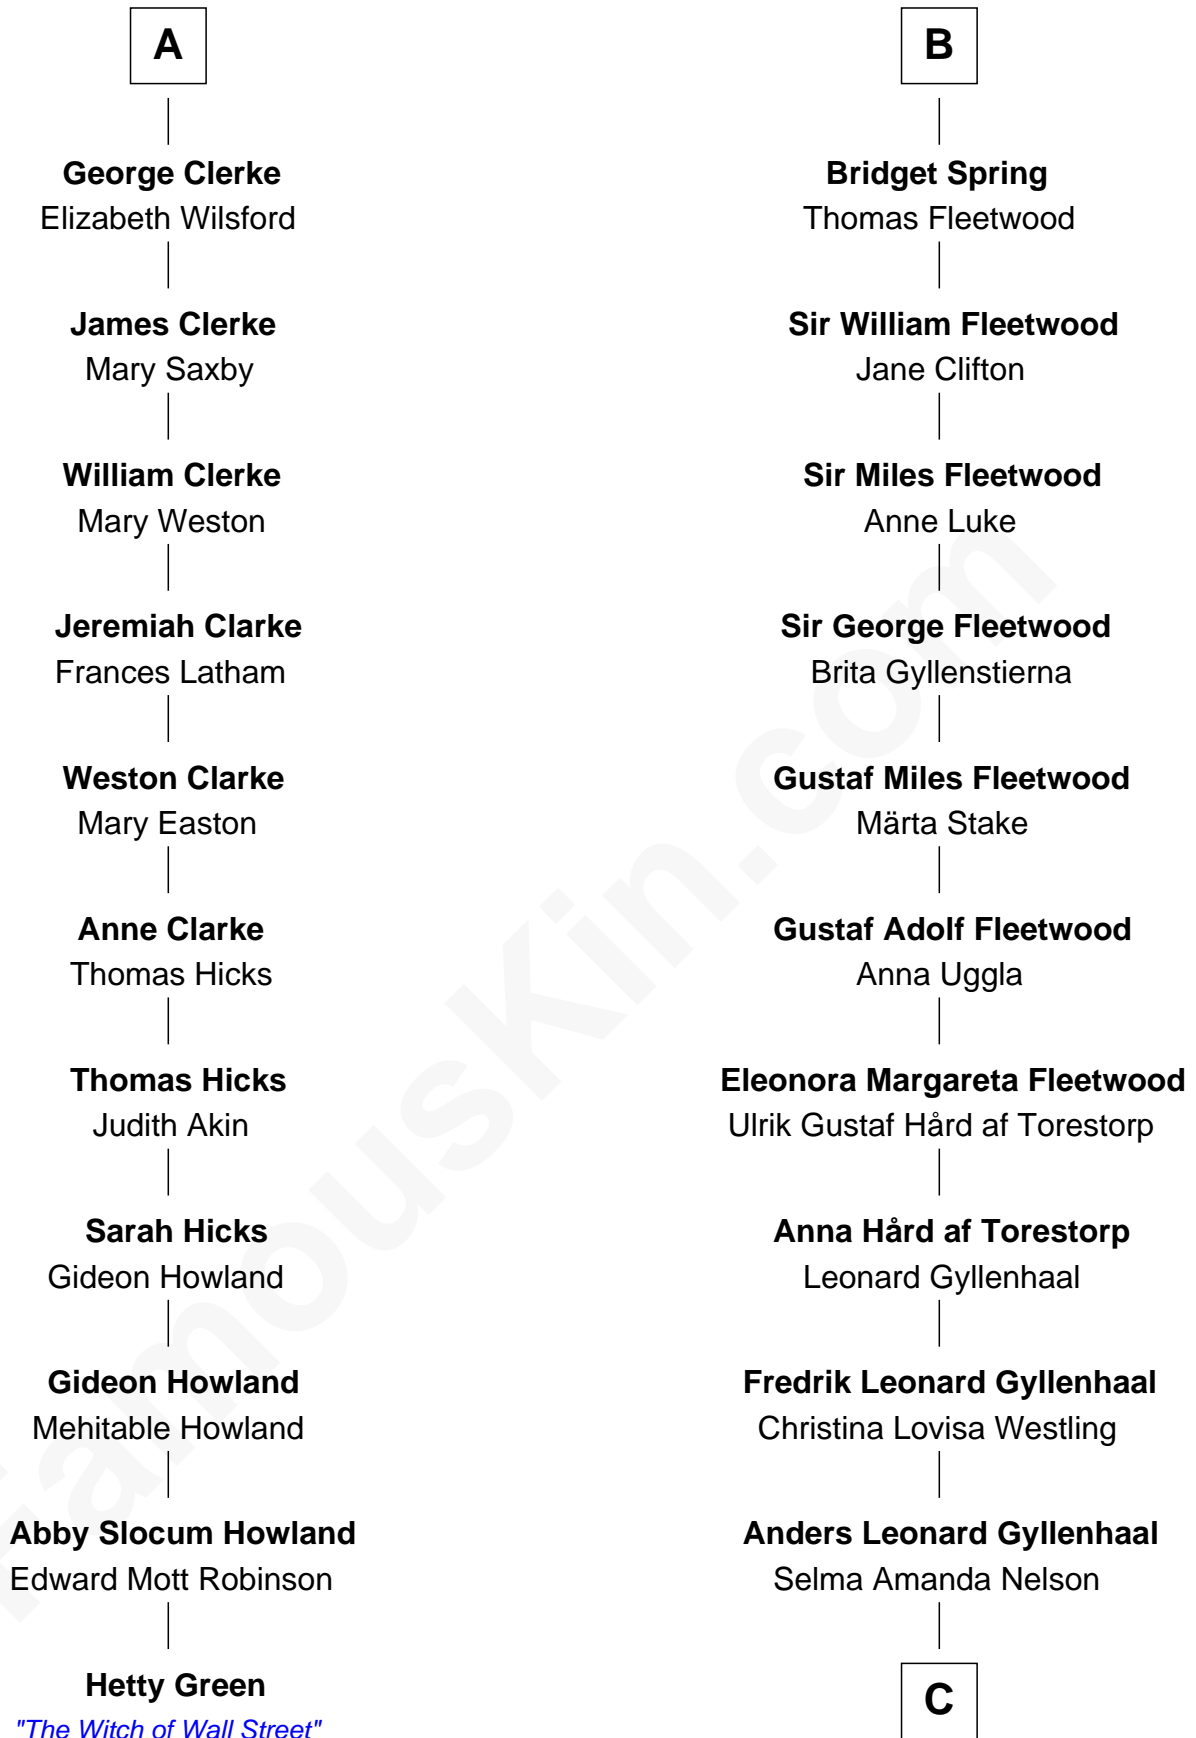 A
George Clerke
Elizabeth Wilsford
James Clerke
Mary Saxby
William Clerke
Mary Weston
Jeremiah Clarke
Frances Latham
Weston Clarke
Mary Easton
Anne Clarke
Thomas Hicks
Thomas Hicks
Judith Akin
Sarah Hicks
Gideon Howland
Gideon Howland
Mehitable Howland
Abby Slocum Howland
Edward Mott Robinson
Hetty Green
"The Witch of Wall Street"
B
Bridget Spring
Thomas Fleetwood
Sir William Fleetwood
Jane Clifton
Sir Miles Fleetwood
Anne Luke
Sir George Fleetwood
Brita Gyllenstierna
Gustaf Miles Fleetwood
Märta Stake
Gustaf Adolf Fleetwood
Anna Uggla
Eleonora Margareta Fleetwood
Ulrik Gustaf Hård af Torestorp
Anna Hård af Torestorp
Leonard Gyllenhaal
Fredrik Leonard Gyllenhaal
Christina Lovisa Westling
Anders Leonard Gyllenhaal
Selma Amanda Nelson
C
FamousKin.com